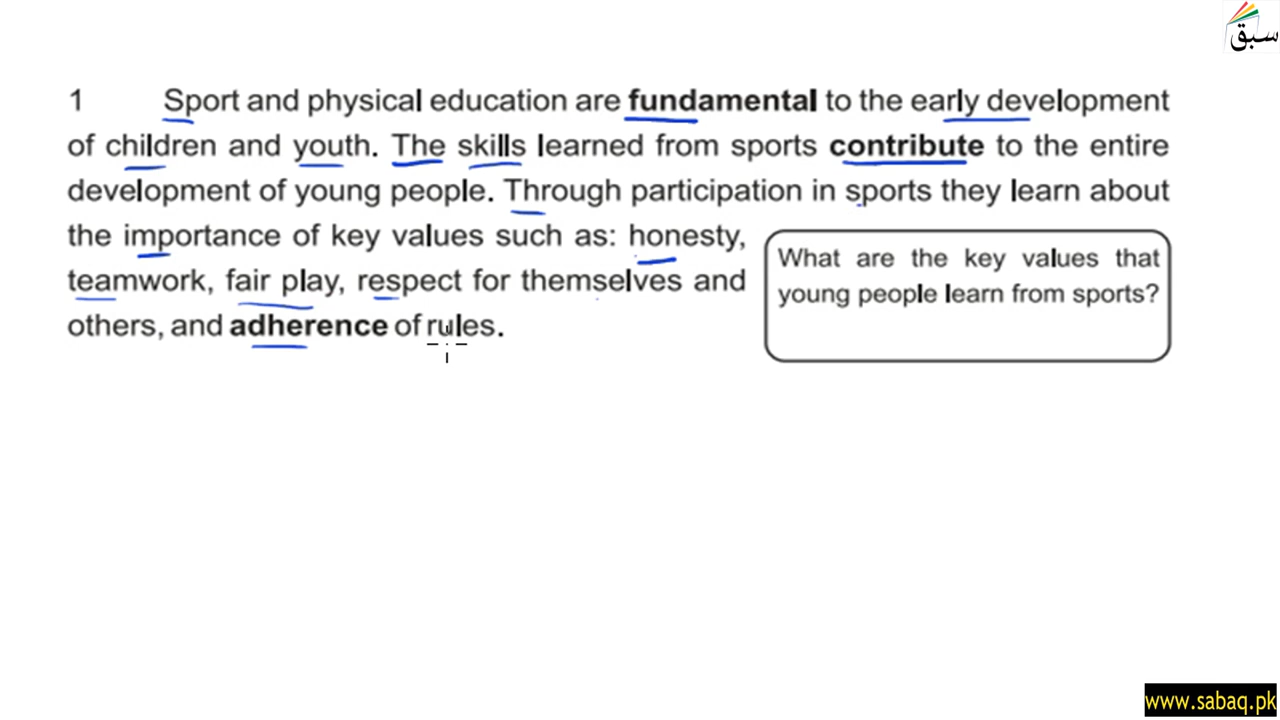 سبق
1 Sport and physical education are fundamental to the early development
of children and youth. The skills learned from sports contribute to the entire
development of young people. Through participation in sports they learn about
the importance of key values such as: honesty,
teamwork, fair play, respect for themselves and
others, and adherence of rules.
What are the key values that
young people learn from sports?
www.sabaq.pk